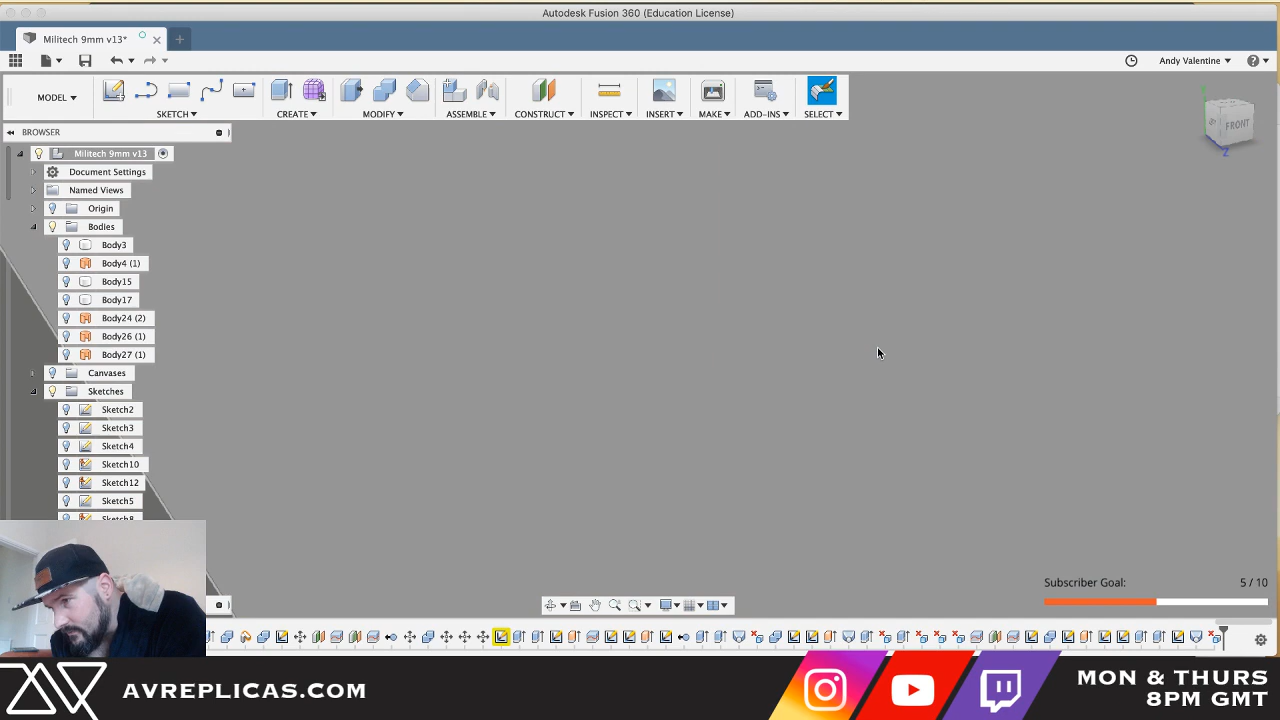 Autodesk Fusion 360 (Education License)
Militech 9mm v13*
Andy Valentine
MODEL
SKETCH
CREATE
MODIFY
ASSEMBLE
CONSTRUCT
INSPECT
INSERT
MAKE
ADD-INS
SELECT
FRONT
Y
Z
BROWSER
Militech 9mm v13
Document Settings
Named Views
Origin
Bodies
Body3
Body4 (1)
Body15
Body17
Body24 (2)
Body26 (1)
Body27 (1)
Canvases
Sketches
Sketch2
Sketch3
Sketch4
Sketch10
Sketch12
Sketch5
Subscriber Goal: 5 / 10
AVREPLICAS.COM
MON & THURS
8PM GMT